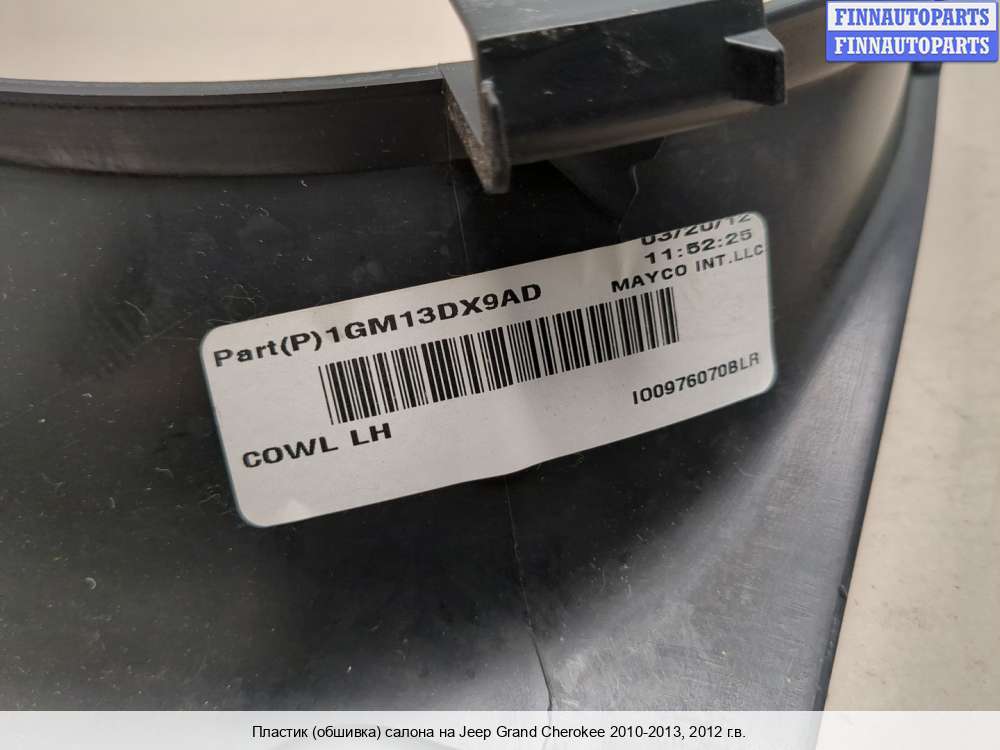 FINNAUTOPARTS
FINNAUTOPARTS
03/20/12
11:52:25
MAYCO INT.LLC
Part(P)1GM13DX9AD
I00976070BLR
COWL LH
Пластик (обшивка) салона на Jeep Grand Cherokee 2010-2013, 2012 г.в.